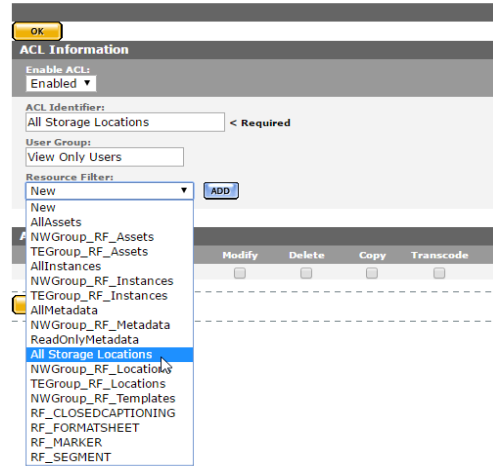 OK
ACL Information
Enable ACL:
Enabled
ACL Identifier:
All Storage Locations < Required
User Group:
View Only Users
Resource Filter:
New ADD
New
AllAssets
NWGroup_RF_Assets
TEGroup_RF_Assets
AllInstances
Modify Delete Copy Transcode
NWGroup_RF_Instances
TEGroup_RF_Instances
AllMetadata
NWGroup_RF_Metadata
ReadOnlyMetadata
All Storage Locations
NWGroup_RF_Locations
TEGroup_RF_Locations
NWGroup_RF_Templates
RF_CLOSEDCAPTIONING
RF_FORMATSHEET
RF_MARKER
RF_SEGMENT